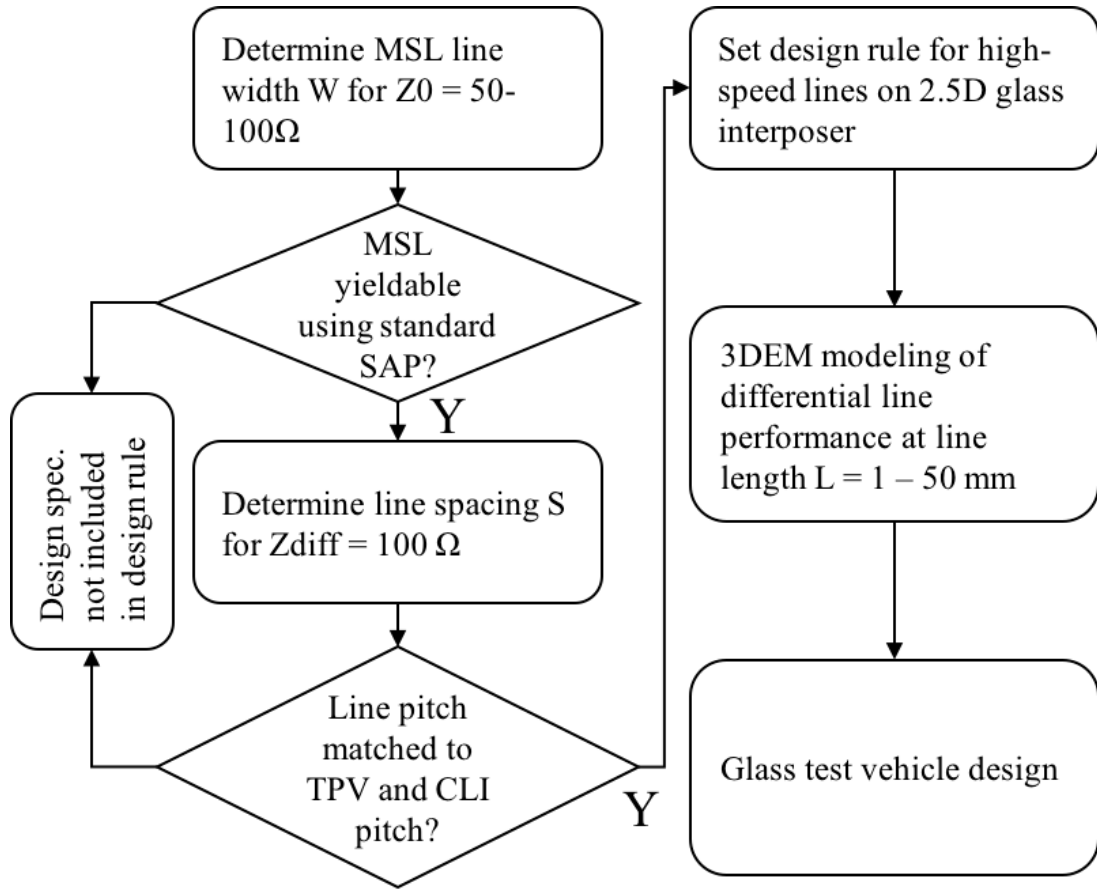 Determine MSL line
width W for Z0 = 50-
100Ω
MSL
yieldable
using standard
SAP?
Y
Design spec.
not included
in design rule
Determine line spacing S
for Zdiff = 100 Ω
Line pitch
matched to
TPV and CLI
pitch?
Y
Set design rule for high-
speed lines on 2.5D glass
interposer
3DEM modeling of
differential line
performance at line
length L = 1 – 50 mm
Glass test vehicle design